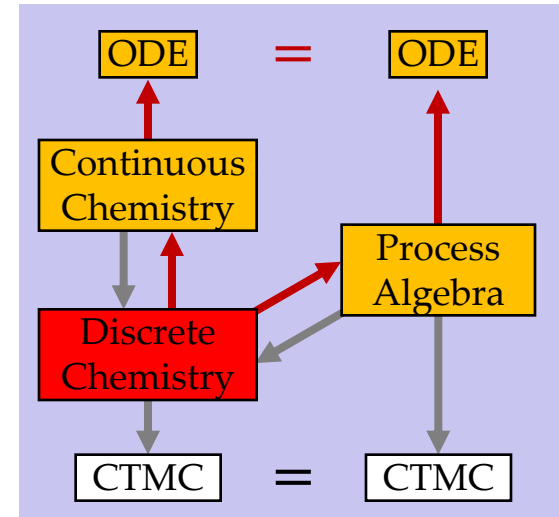 ODE = ODE
Continuous
Chemistry
Process
Algebra
Discrete
Chemistry
CTMC = CTMC